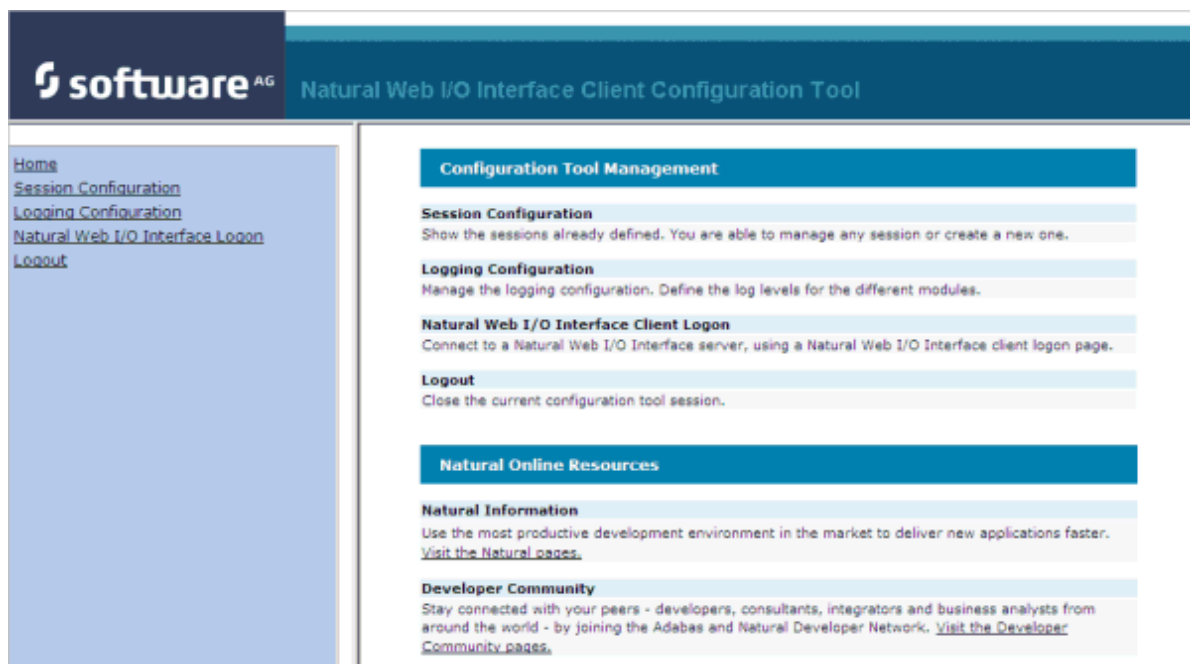 software AG
Natural Web I/O Interface Client Configuration Tool
Home
Session Configuration
Logging Configuration
Natural Web I/O Interface Logon
Logout
Configuration Tool Management
Session Configuration
Show the sessions already defined. You are able to manage any session or create a new one.
Logging Configuration
Manage the logging configuration. Define the log levels for the different modules.
Natural Web I/O Interface Client Logon
Connect to a Natural Web I/O Interface server, using a Natural Web I/O Interface client logon page.
Logout
Close the current configuration tool session.
Natural Online Resources
Natural Information
Use the most productive development environment in the market to deliver new applications faster.
Visit the Natural pages.
Developer Community
Stay connected with your peers - developers, consultants, integrators and business analysts from
around the world - by joining the Adabas and Natural Developer Network. Visit the Developer
Community pages.